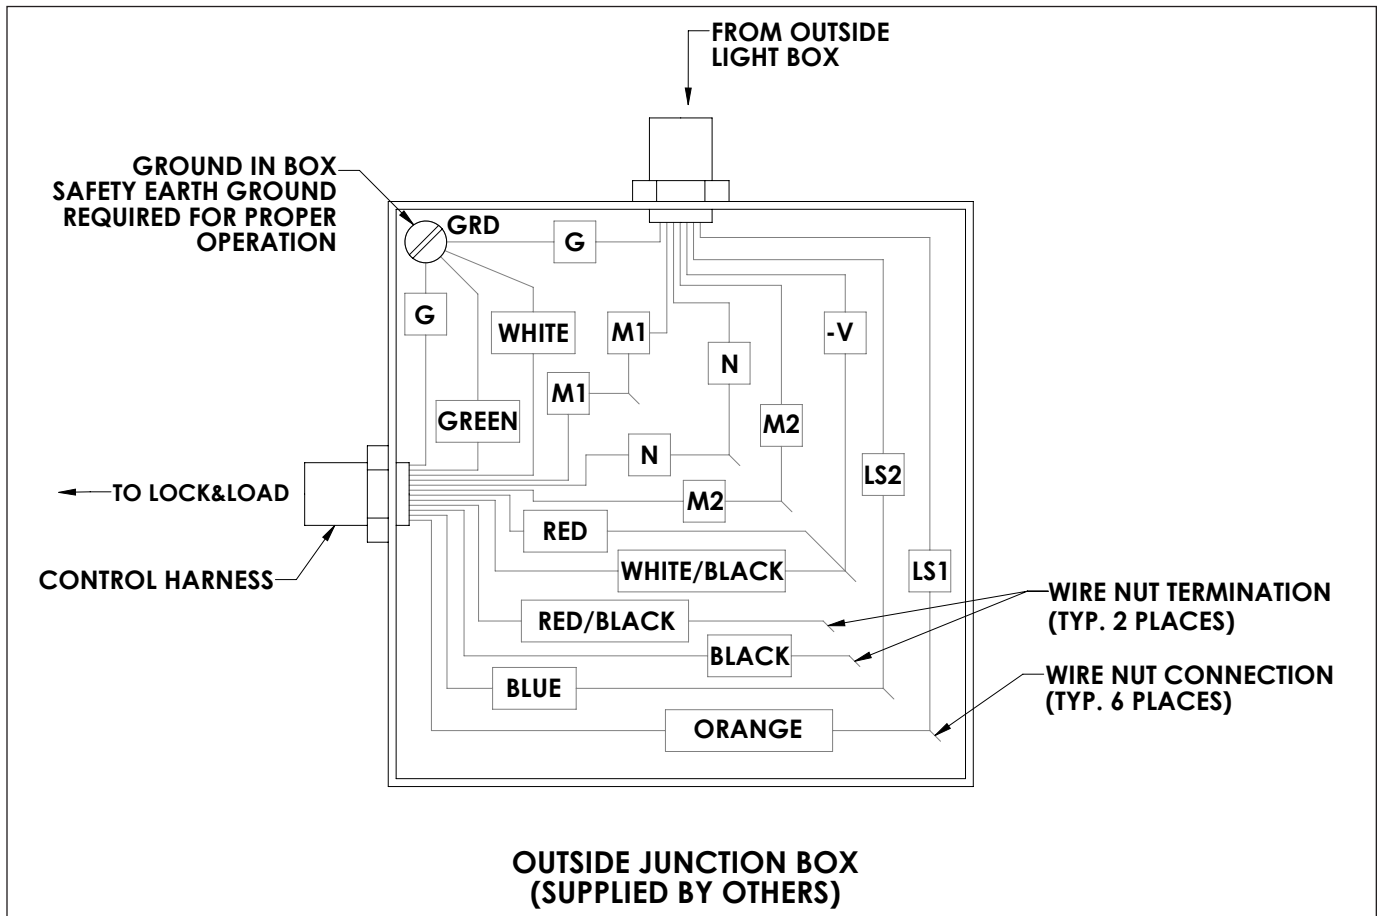 FROM OUTSIDE
LIGHT BOX
GROUND IN BOX
SAFETY EARTH GROUND
REQUIRED FOR PROPER
OPERATION
GRD
G
G
WHITE
M1
-V
N
M1
M2
GREEN
N
LS2
TO LOCK&LOAD
M2
RED
CONTROL HARNESS
WHITE/BLACK
LS1
WIRE NUT TERMINATION
(TYP. 2 PLACES)
RED/BLACK
BLACK
BLUE
WIRE NUT CONNECTION
(TYP. 6 PLACES)
ORANGE
OUTSIDE JUNCTION BOX
(SUPPLIED BY OTHERS)